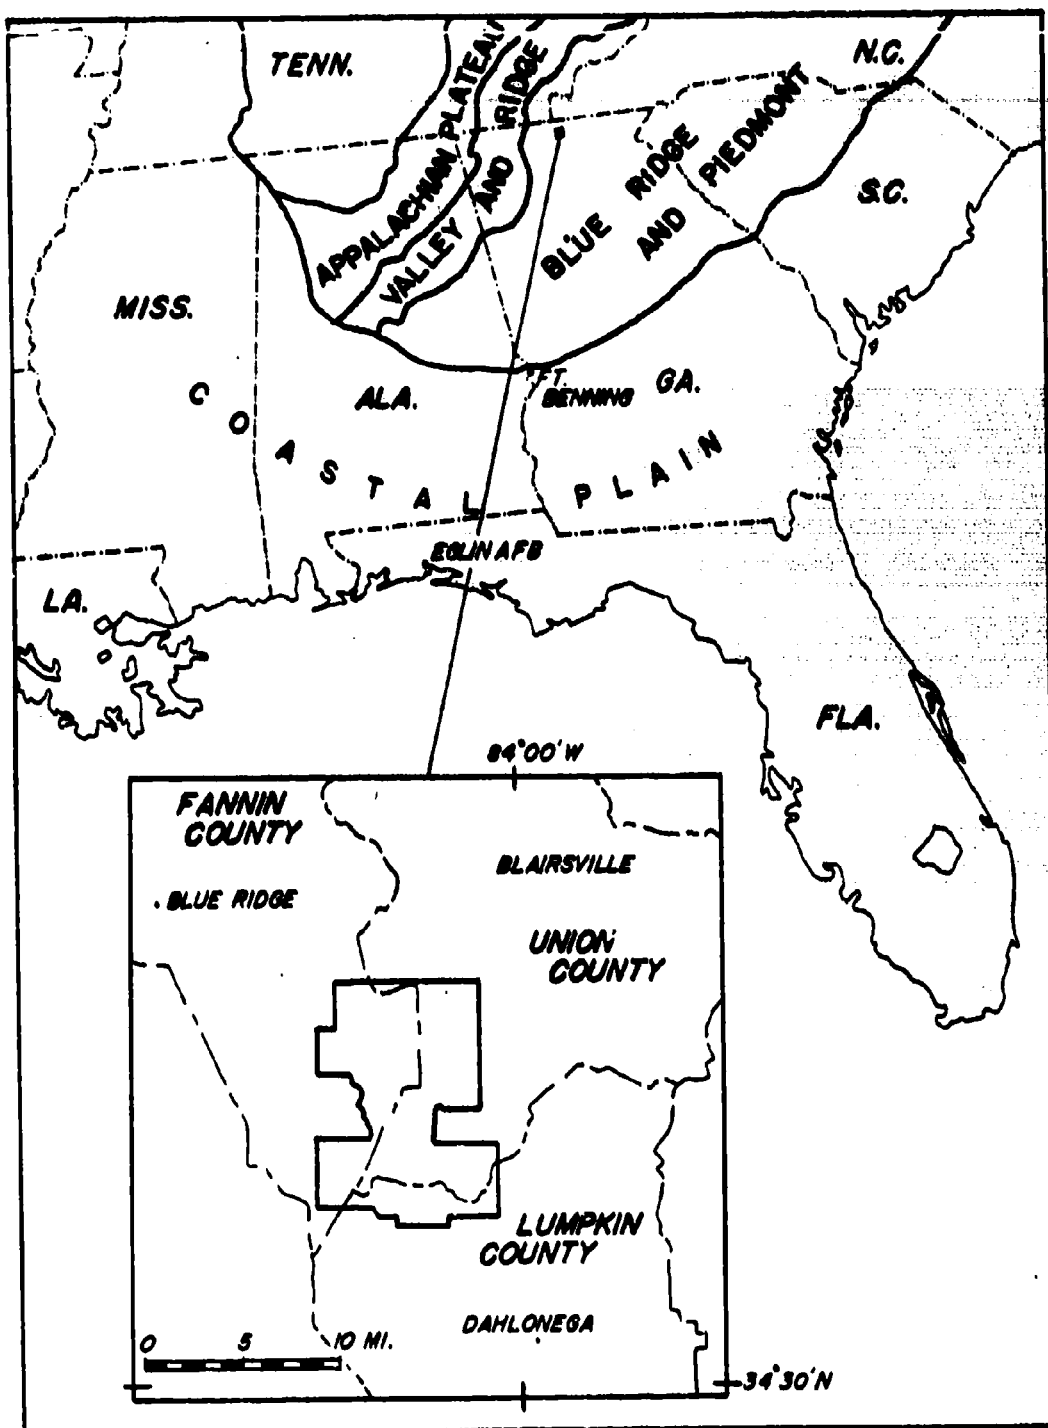 TENN.
N.C.
APPALACHIAN PLATEAU
VALLEY AND RIDGE
BLUE RIDGE
AND PIEDMONT
S.C.
MISS.
ALA.
FT.
BENNING
GA.
COASTAL PLAIN
EGLIN AFB
LA.
FLA.
84°00'W
FANNIN
COUNTY
BLAIRSVILLE
BLUE RIDGE
UNION
COUNTY
LUMPKIN
COUNTY
DAHLONEGA
0 5 10 MI.
34°30'N